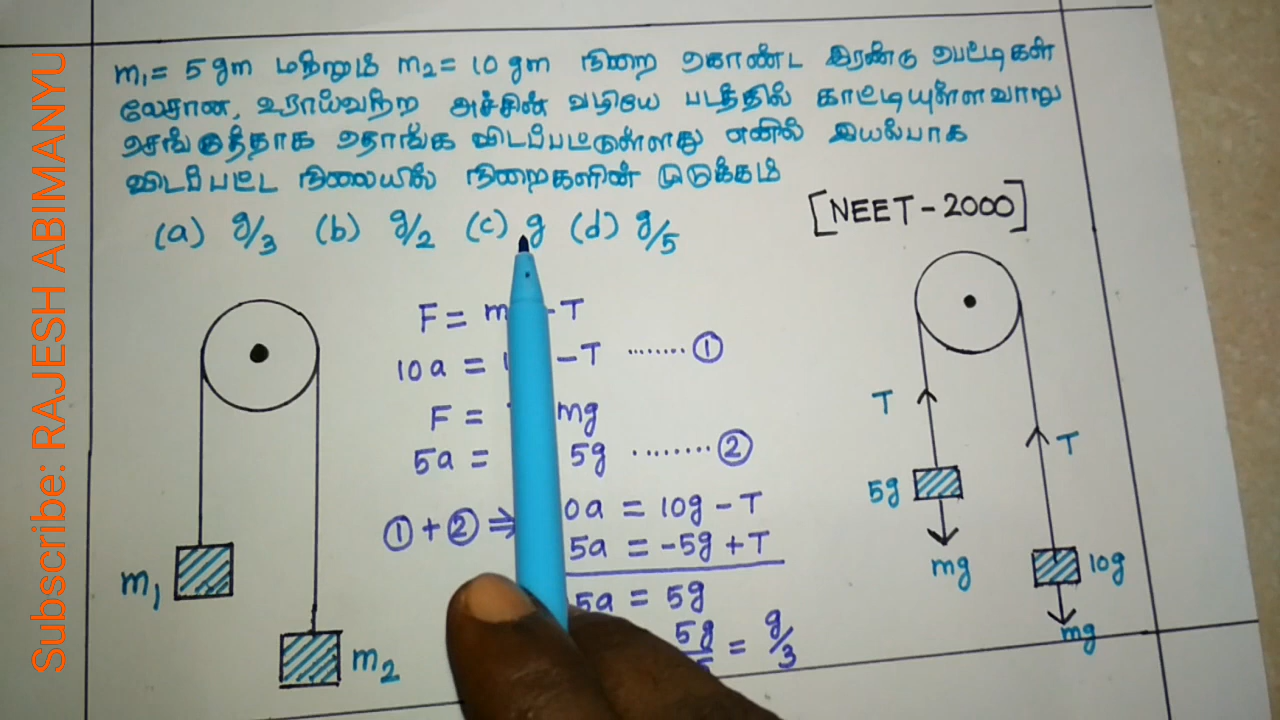 Subscribe: RAJESH ABIMANYU
m₁ = 5 gm மற்றும் m₂ = 10 gm நிறை கொண்ட இரண்டு பெட்டிகள்
லேசான, உராய்வற்ற அச்சின் வழியே படத்தில் காட்டியுள்ளவாறு
செங்குத்தாக தொங்க விடப்பட்டுள்ளது எனில் இயல்பாக
விடப்பட்ட நிலையில் நிறைகளின் முடுக்கம்
[NEET - 2000]
(a) g/3 (b) g/2 (c) g (d) g/5
F = m - T
10a = - T ........ ①
F = mg
5a = 5g ........ ②
① + ② ⇒ 0a = 10g - T
5a = -5g + T
5a = 5g
5g = g/3
m₁
m₂
T
T
5g
mg
10g
mg